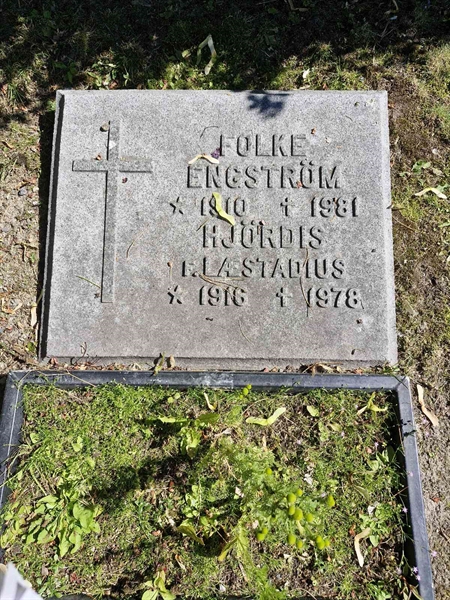 FOLKE
ENGSTRÖM
* 1910 † 1981
HJÖRDIS
F. LÆSTADIUS
* 1916 † 1978